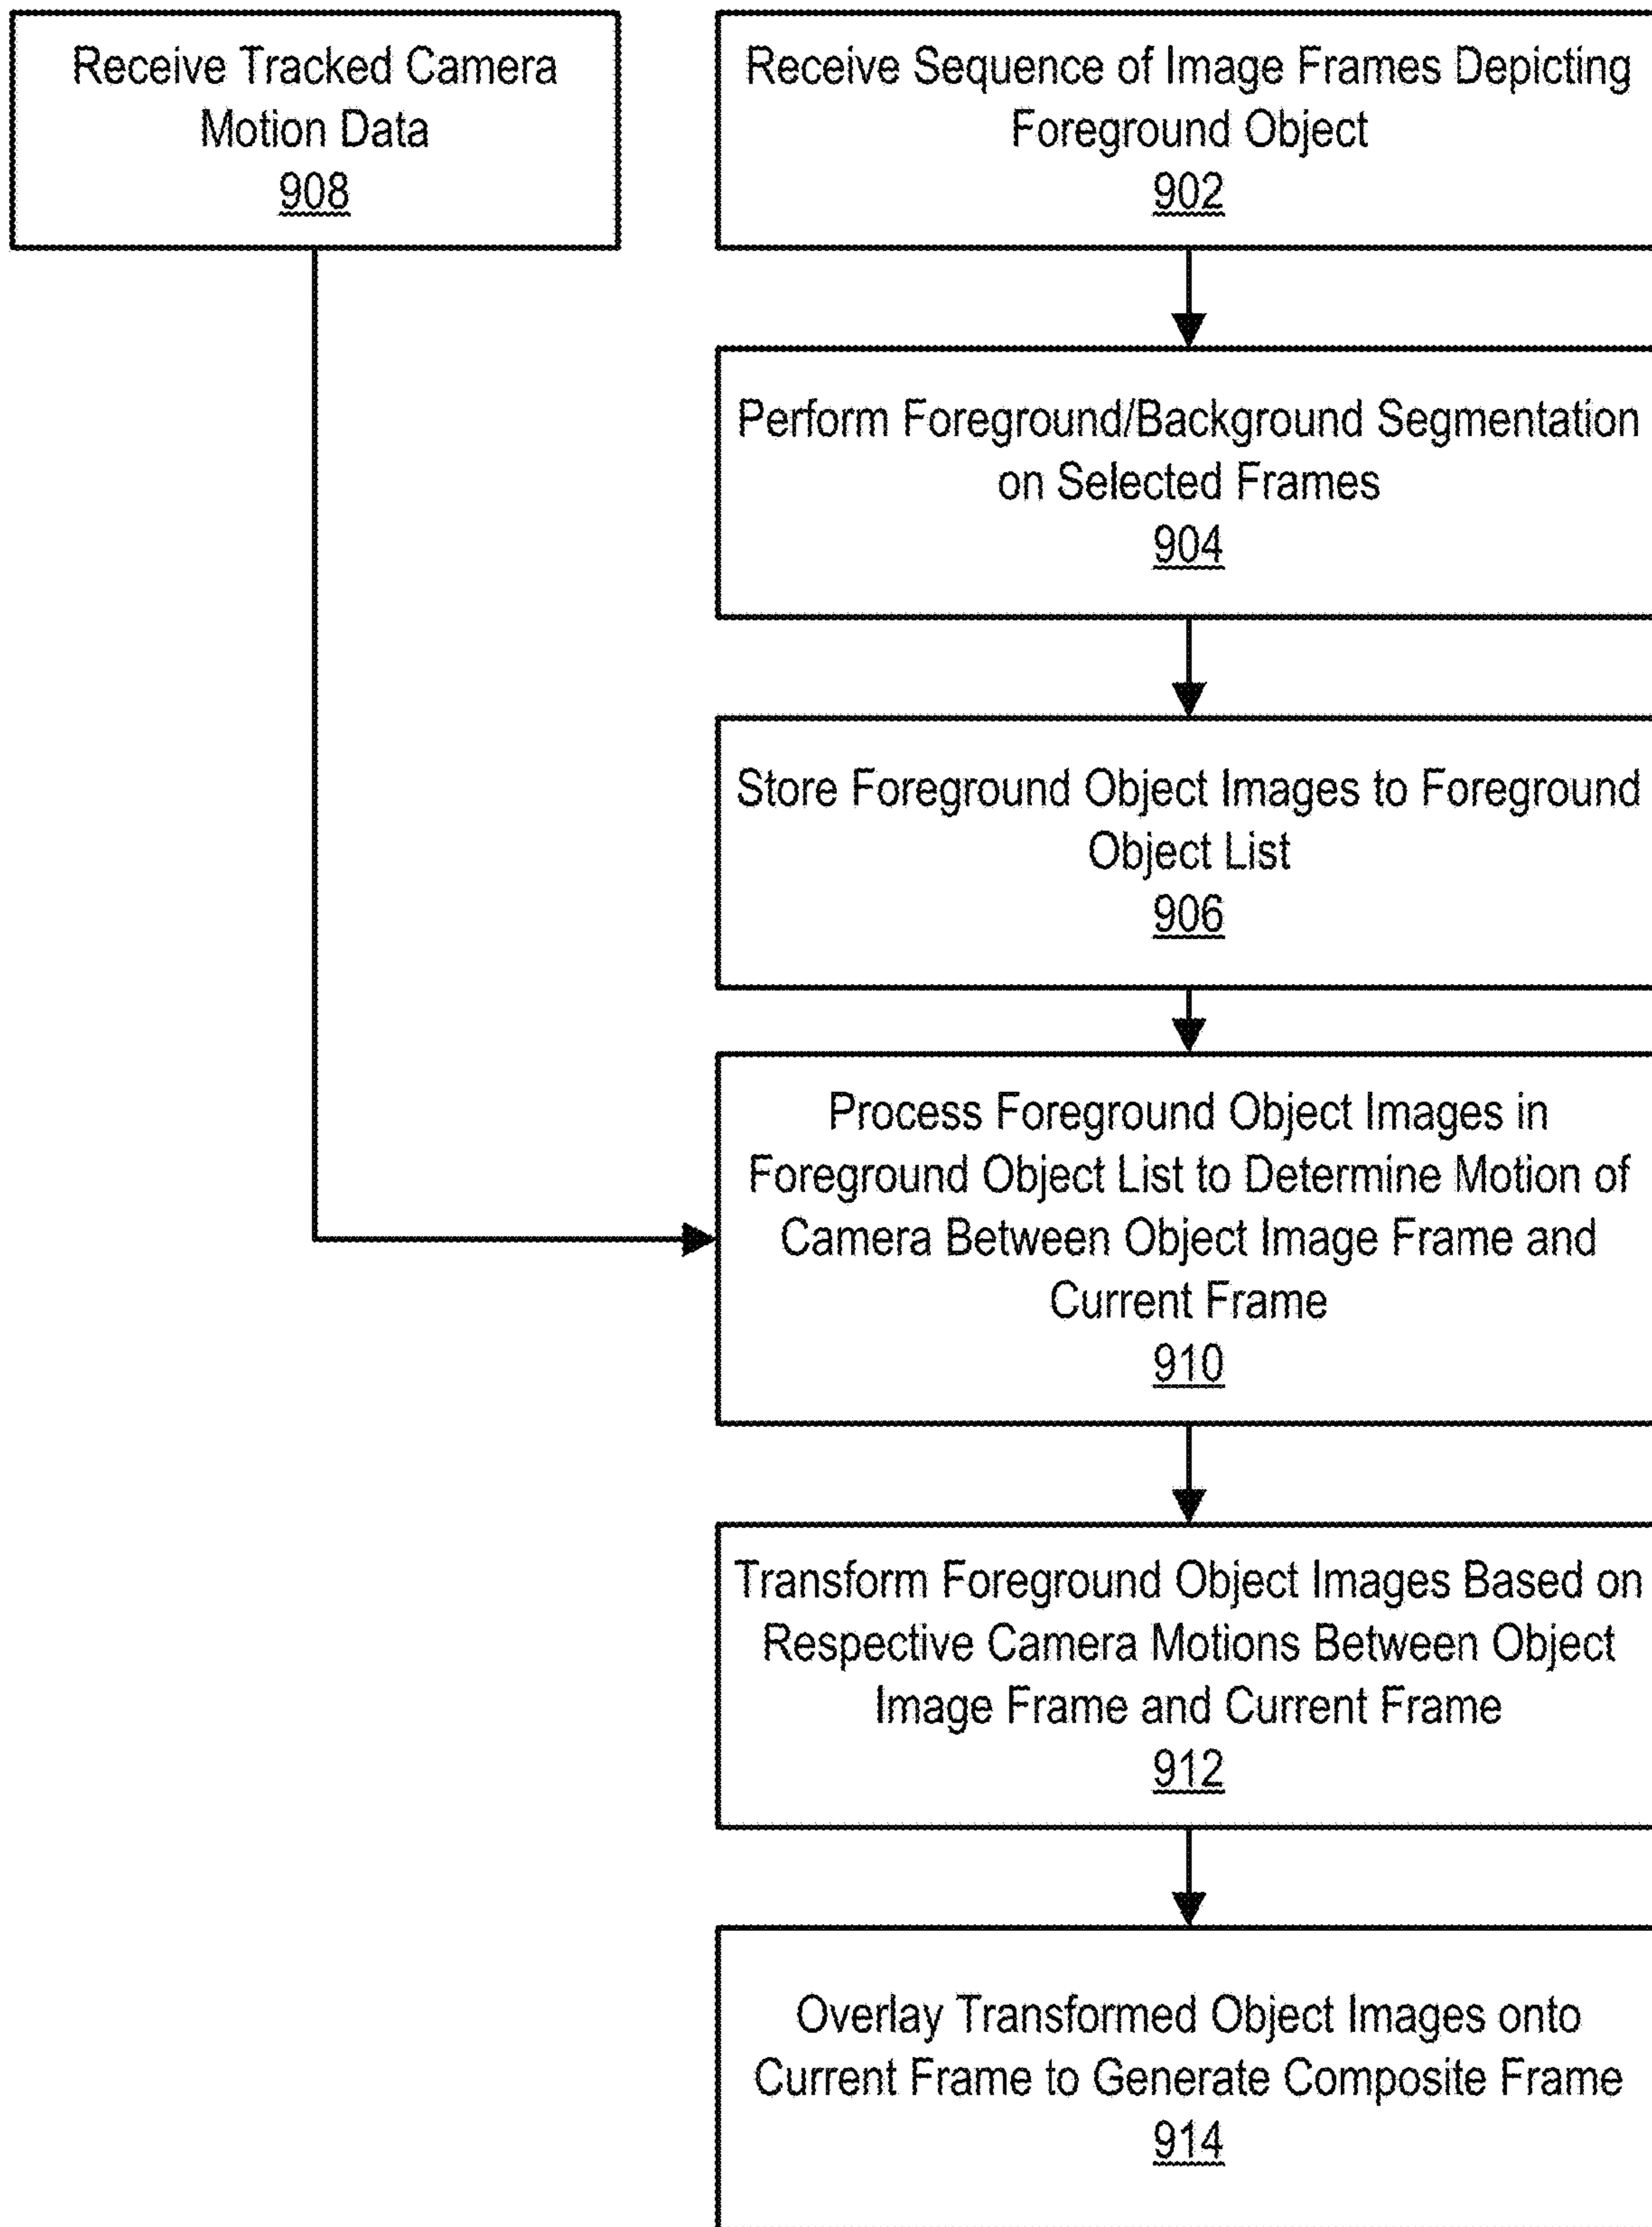 Receive Tracked Camera
Motion Data
908
Receive Sequence of Image Frames Depicting
Foreground Object
902
Perform Foreground/Background Segmentation
on Selected Frames
904
Store Foreground Object Images to Foreground
Object List
906
Process Foreground Object Images in
Foreground Object List to Determine Motion of
Camera Between Object Image Frame and
Current Frame
910
Transform Foreground Object Images Based on
Respective Camera Motions Between Object
Image Frame and Current Frame
912
Overlay Transformed Object Images onto
Current Frame to Generate Composite Frame
914